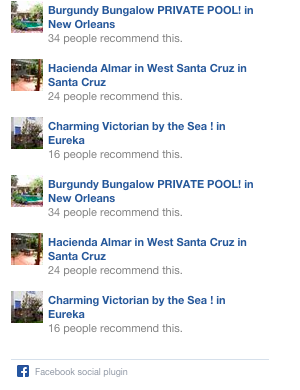 Burgundy Bungalow PRIVATE POOL! in
New Orleans
34 people recommend this.
Hacienda Almar in West Santa Cruz in
Santa Cruz
24 people recommend this.
Charming Victorian by the Sea ! in
Eureka
16 people recommend this.
Burgundy Bungalow PRIVATE POOL! in
New Orleans
34 people recommend this.
Hacienda Almar in West Santa Cruz in
Santa Cruz
24 people recommend this.
Charming Victorian by the Sea ! in
Eureka
16 people recommend this.
Facebook social plugin